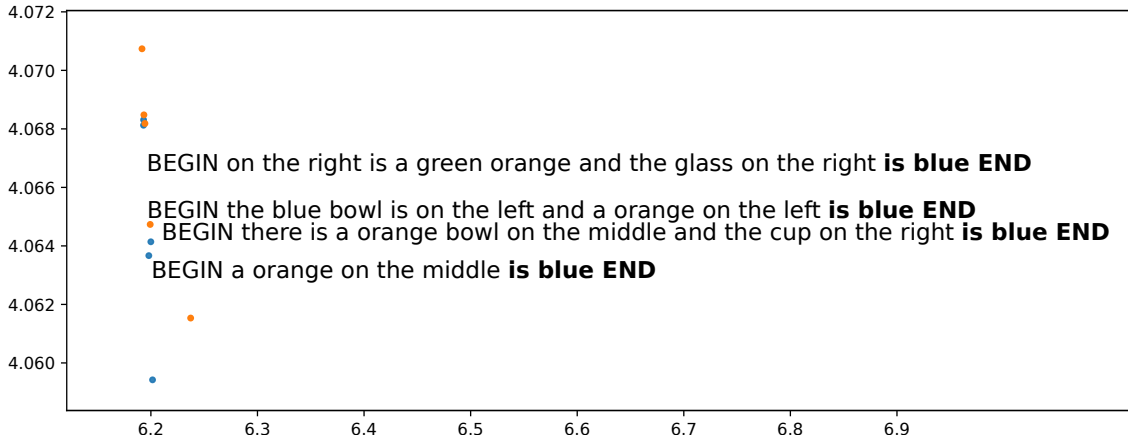 4.072
4.070
4.068
BEGIN on the right is a green orange and the glass on the right is blue END
4.066
BEGIN the blue bowl is on the left and a orange on the left is blue END
BEGIN there is a orange bowl on the middle and the cup on the right is blue END
4.064
BEGIN a orange on the middle is blue END
4.062
4.060
6.2 6.3 6.4 6.5 6.6 6.7 6.8 6.9